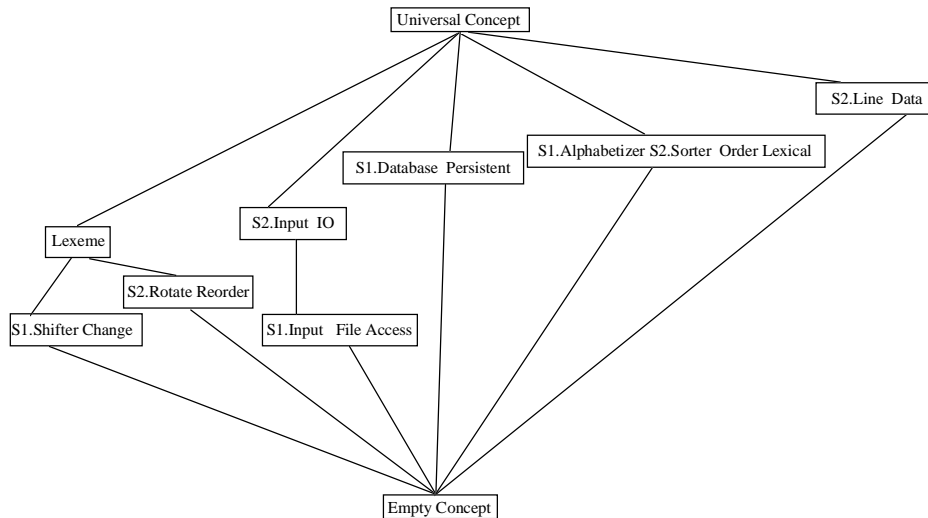 Universal Concept
S2.Line Data
S1.Alphabetizer S2.Sorter Order Lexical
S1.Database Persistent
S2.Input IO
Lexeme
S2.Rotate Reorder
S1.Shifter Change
S1.Input File Access
Empty Concept